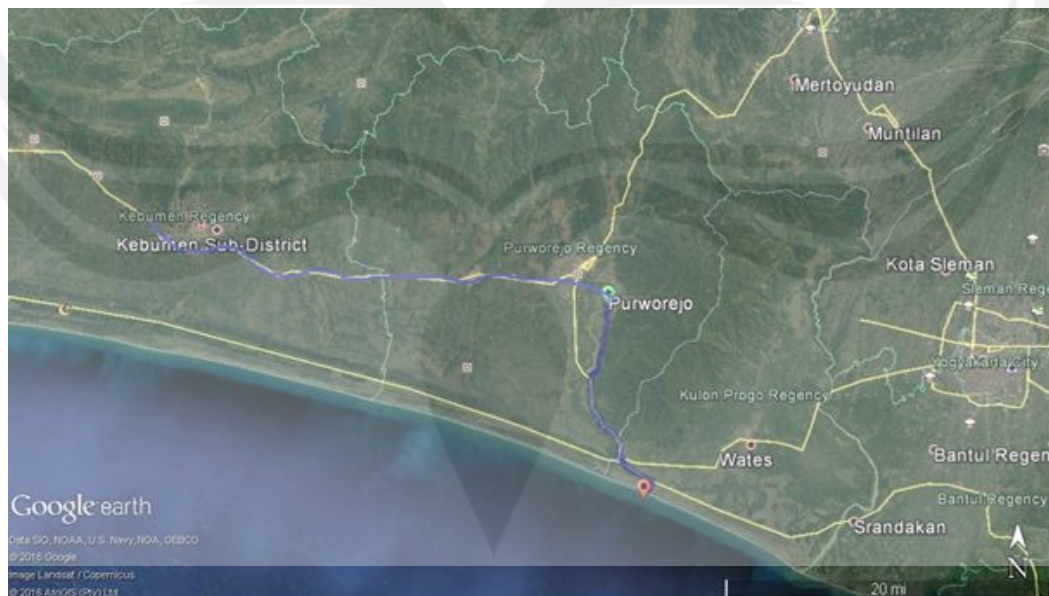 Mertoyudan
Muntilan
Kebumen Regency
Kebumen Sub-District
Purworejo Regency
Kota Sleman
Purworejo
Sleman Rege
Yogyakarta City
Kulon Progo Regency
Wates
Bantul Regen
Bantul Regency
Srandakan
Google earth
Data SIO, NOAA, U.S. Navy, NGA, GEBCO
© 2016 Google
Image Landsat / Copernicus
© 2016 AfriGIS (Pty) Ltd.
N
20 mi